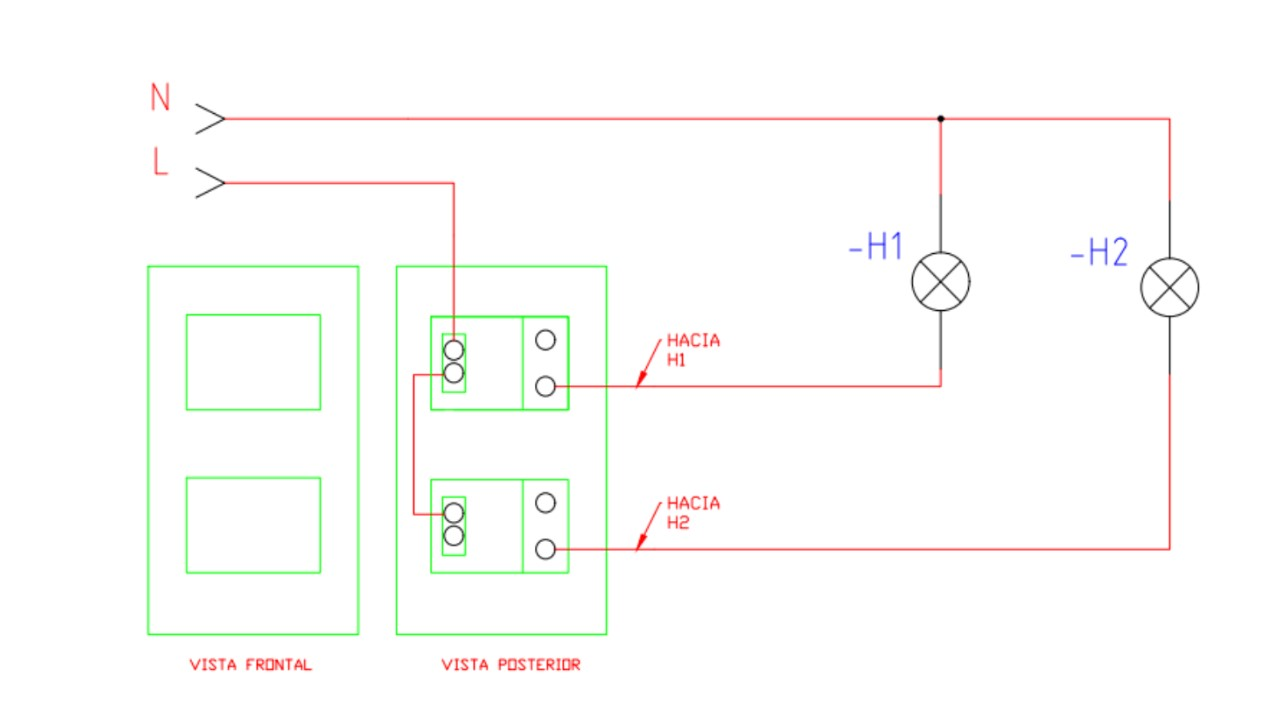 N
L
-H1
-H2
HACIA
H1
HACIA
H2
VISTA FRONTAL
VISTA POSTERIOR